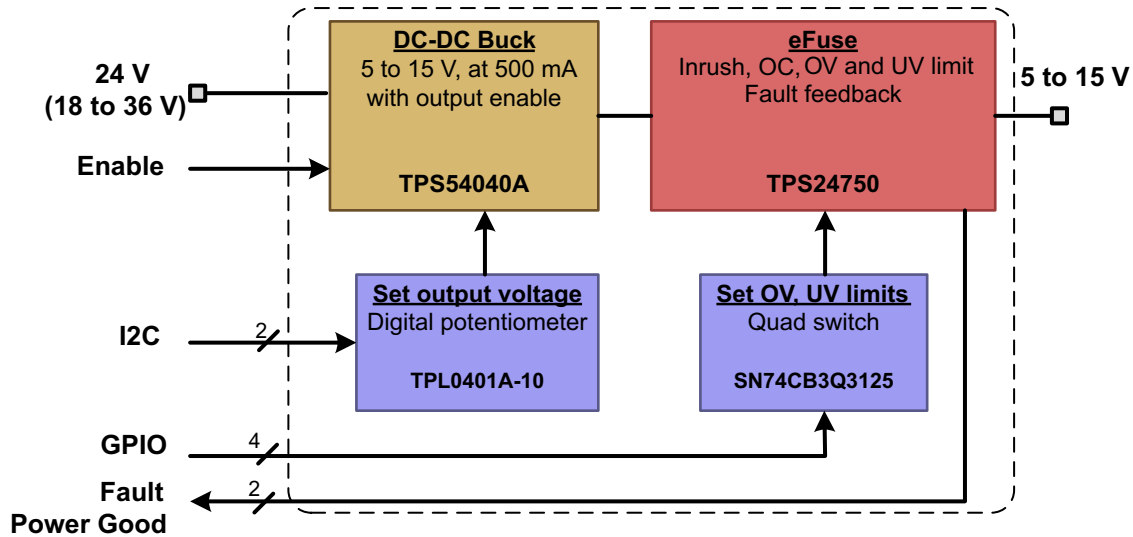 DC-DC Buck
5 to 15 V, at 500 mA
with output enable
TPS54040A
eFuse
Inrush, OC, OV and UV limit
Fault feedback
TPS24750
24 V
(18 to 36 V)
5 to 15 V
Enable
Set output voltage
Digital potentiometer
TPL0401A-10
Set OV, UV limits
Quad switch
SN74CB3Q3125
I2C
2
GPIO
4
Fault
2
Power Good